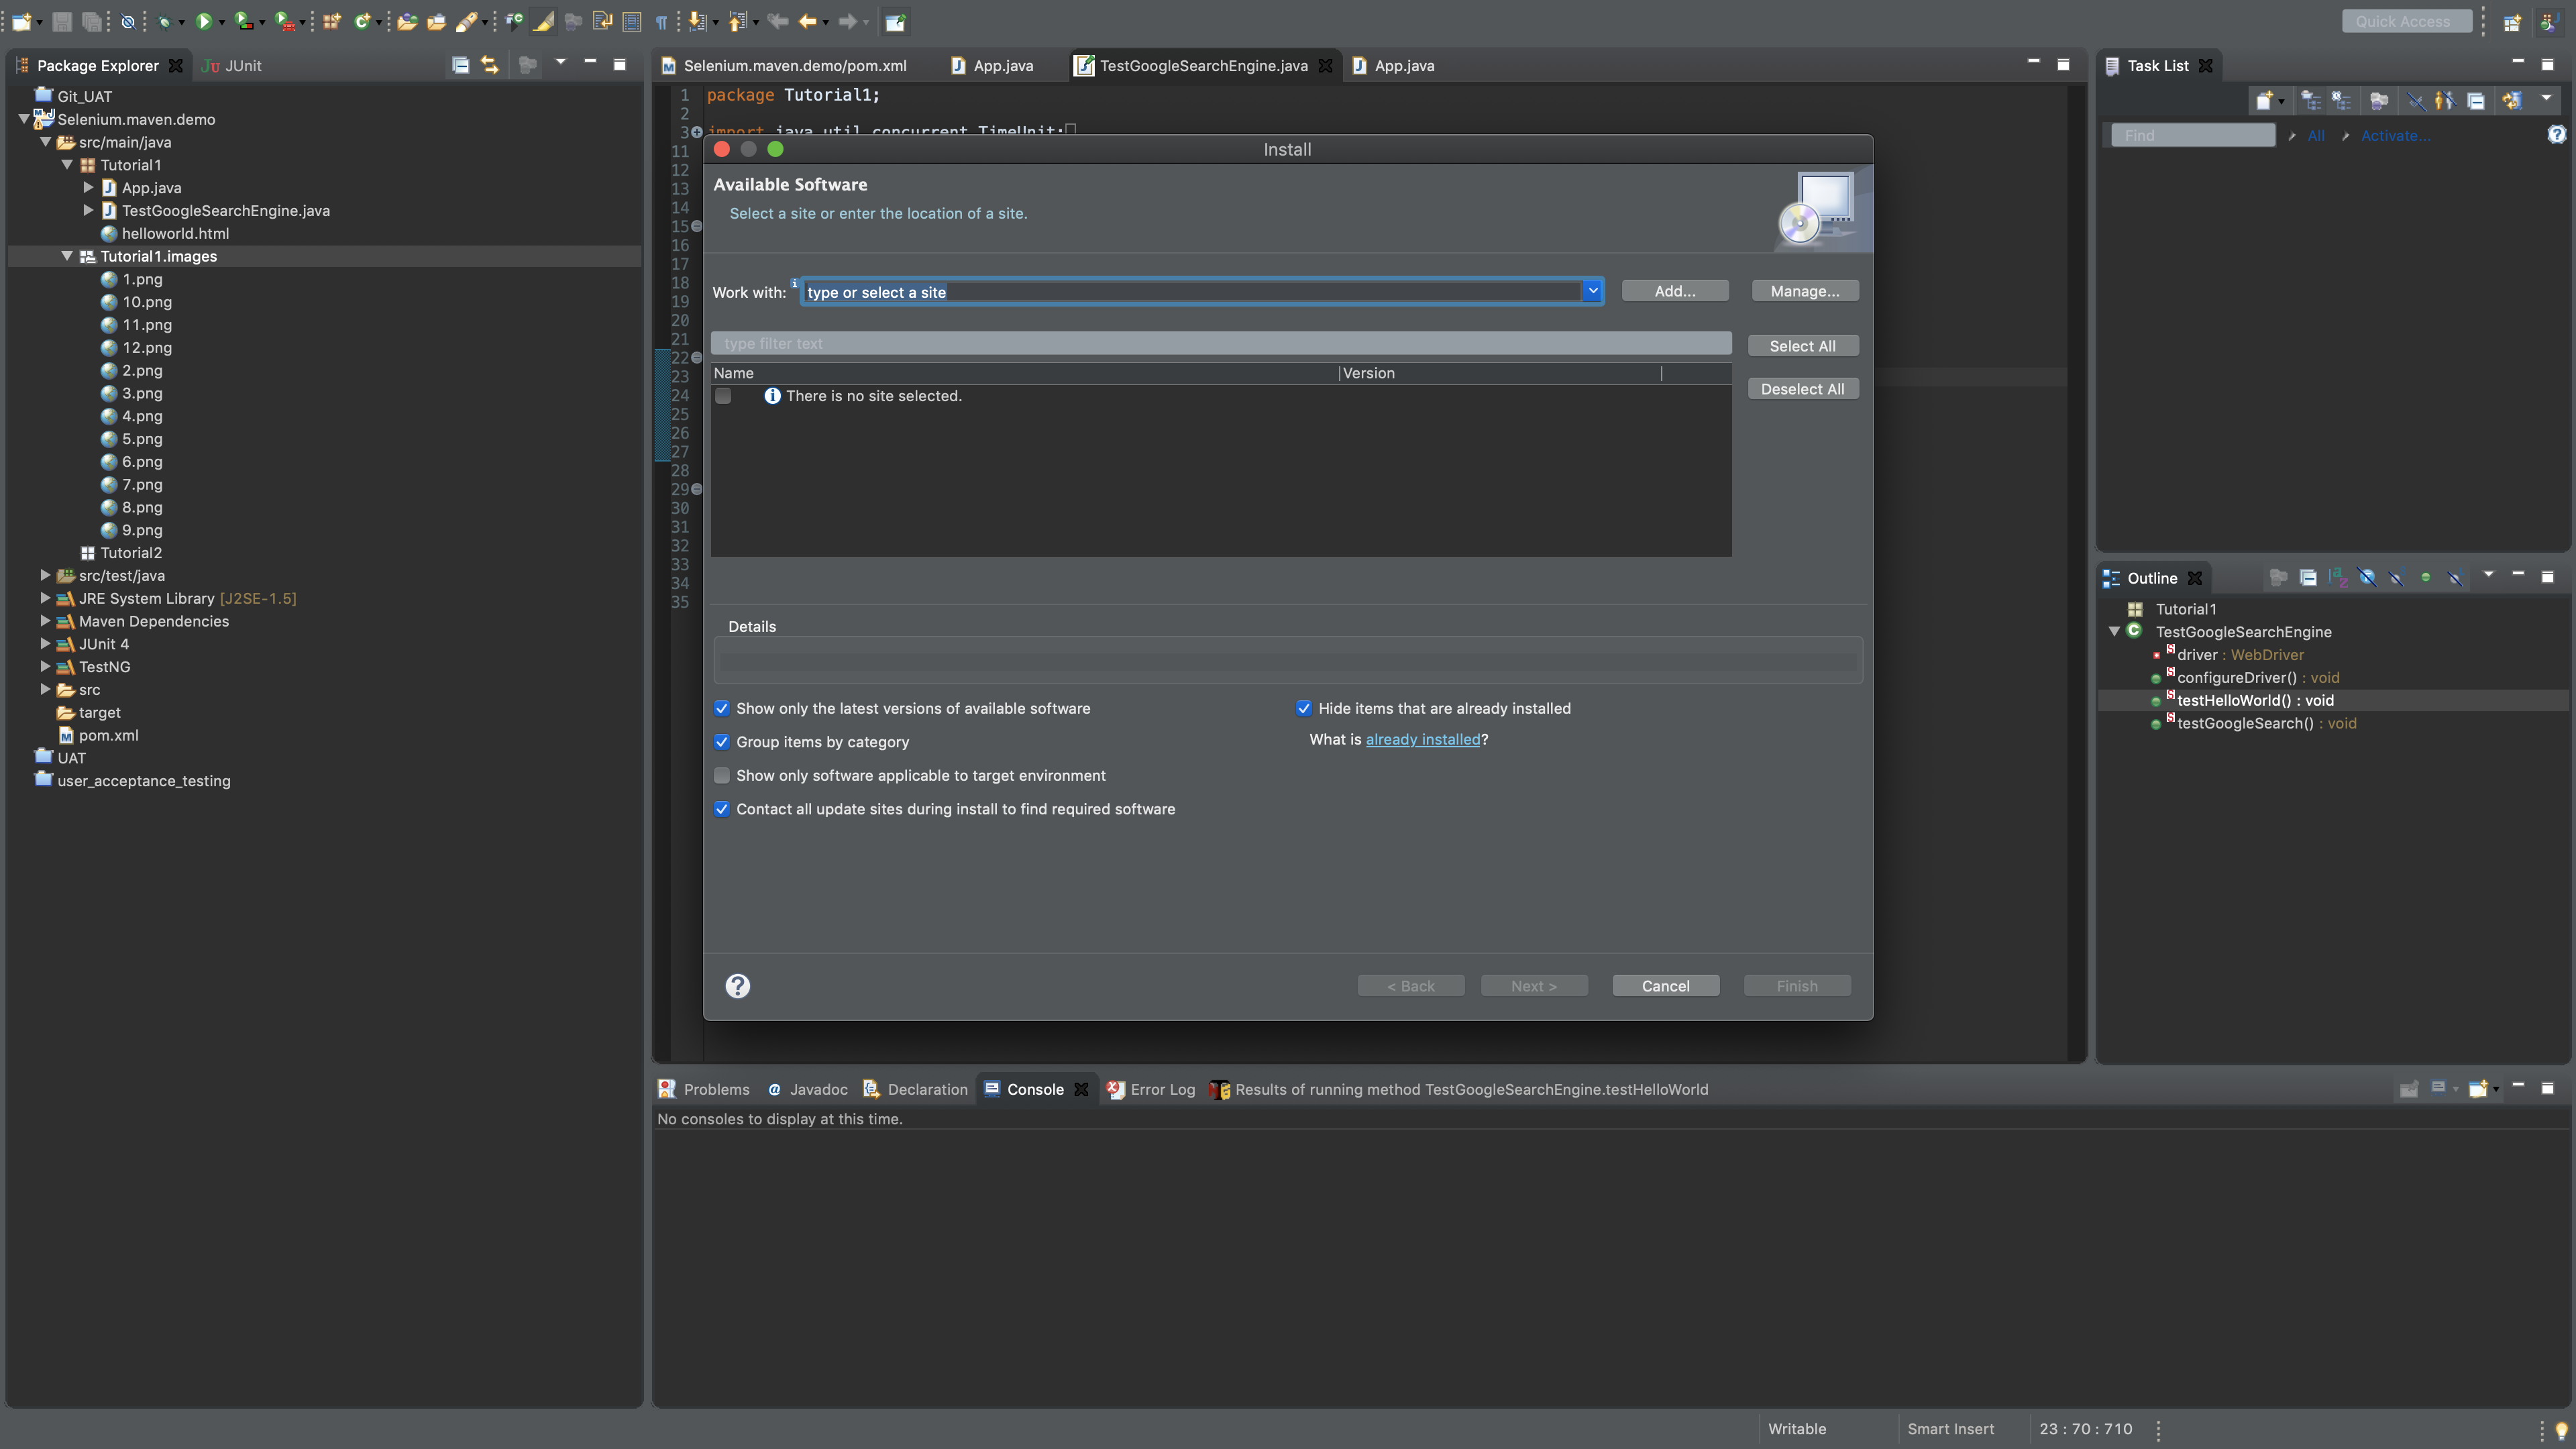 Quick Access
Package Explorer
JUnit
Git_UAT
Selenium.maven.demo
src/main/java
Tutorial1
App.java
TestGoogleSearchEngine.java
helloworld.html
Tutorial1.images
1.png
10.png
11.png
12.png
2.png
3.png
4.png
5.png
6.png
7.png
8.png
9.png
Tutorial2
src/test/java
JRE System Library [J2SE-1.5]
Maven Dependencies
JUnit 4
TestNG
src
target
pom.xml
UAT
user_acceptance_testing
Selenium.maven.demo/pom.xml
App.java
TestGoogleSearchEngine.java
App.java
1 package Tutorial1;
2
3 import java.util.concurrent.TimeUnit;
11
12
13
14
15
16
17
18
19
20
21
22
23
24
25
26
27
28
29
30
31
32
33
34
35
Install
Available Software
Select a site or enter the location of a site.
Work with: type or select a site
Add...
Manage...
type filter text
Select All
Name
Version
Deselect All
There is no site selected.
Details
Show only the latest versions of available software
Hide items that are already installed
Group items by category
What is already installed?
Show only software applicable to target environment
Contact all update sites during install to find required software
< Back
Next >
Cancel
Finish
Task List
Find
All
Activate...
Outline
Tutorial1
TestGoogleSearchEngine
driver : WebDriver
configureDriver() : void
testHelloWorld() : void
testGoogleSearch() : void
Problems
Javadoc
Declaration
Console
Error Log
Results of running method TestGoogleSearchEngine.testHelloWorld
No consoles to display at this time.
Writable
Smart Insert
23 : 70 : 710